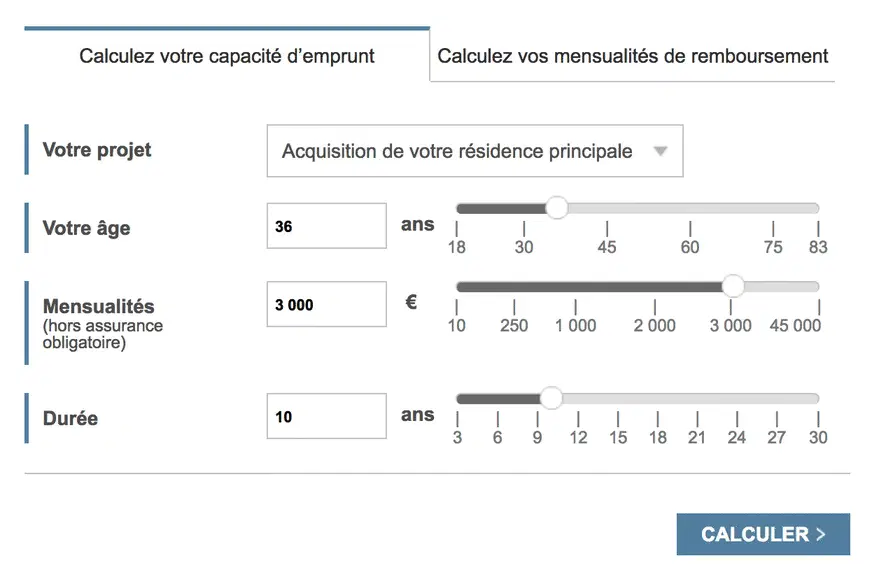 Calculez votre capacité d’emprunt
Calculez vos mensualités de remboursement
Votre projet
Acquisition de votre résidence principale
Votre âge
36
ans
18 30 45 60 75 83
Mensualités
(hors assurance
obligatoire)
3 000
€
10 250 1 000 2 000 3 000 45 000
Durée
10
ans
3 6 9 12 15 18 21 24 27 30
CALCULER >